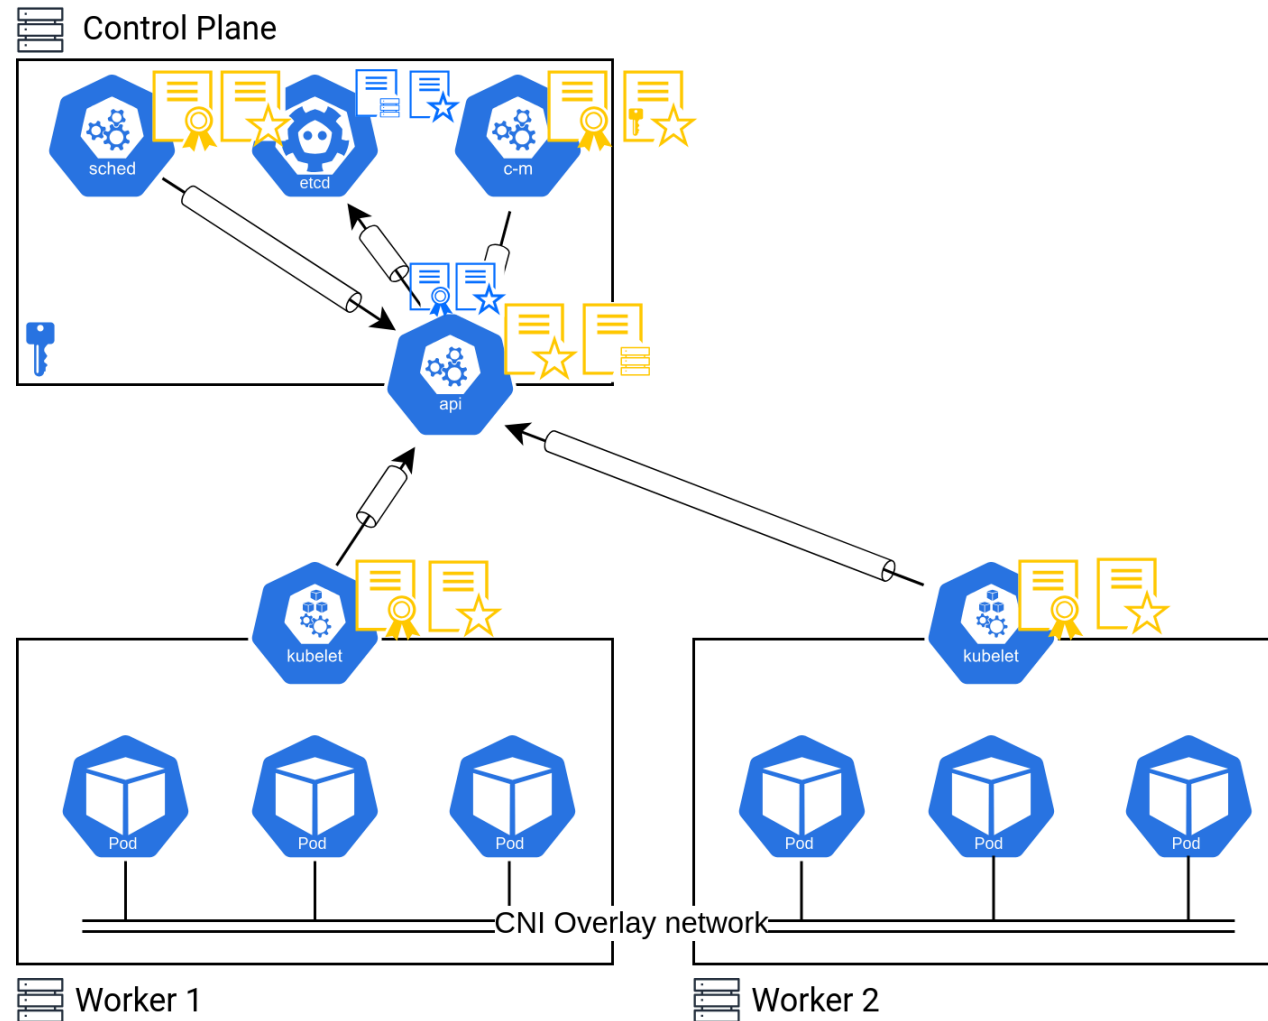 Control Plane
sched
etcd
c-m
api
kubelet
kubelet
Pod
Pod
Pod
Pod
Pod
Pod
CNI Overlay network
Worker 1
Worker 2